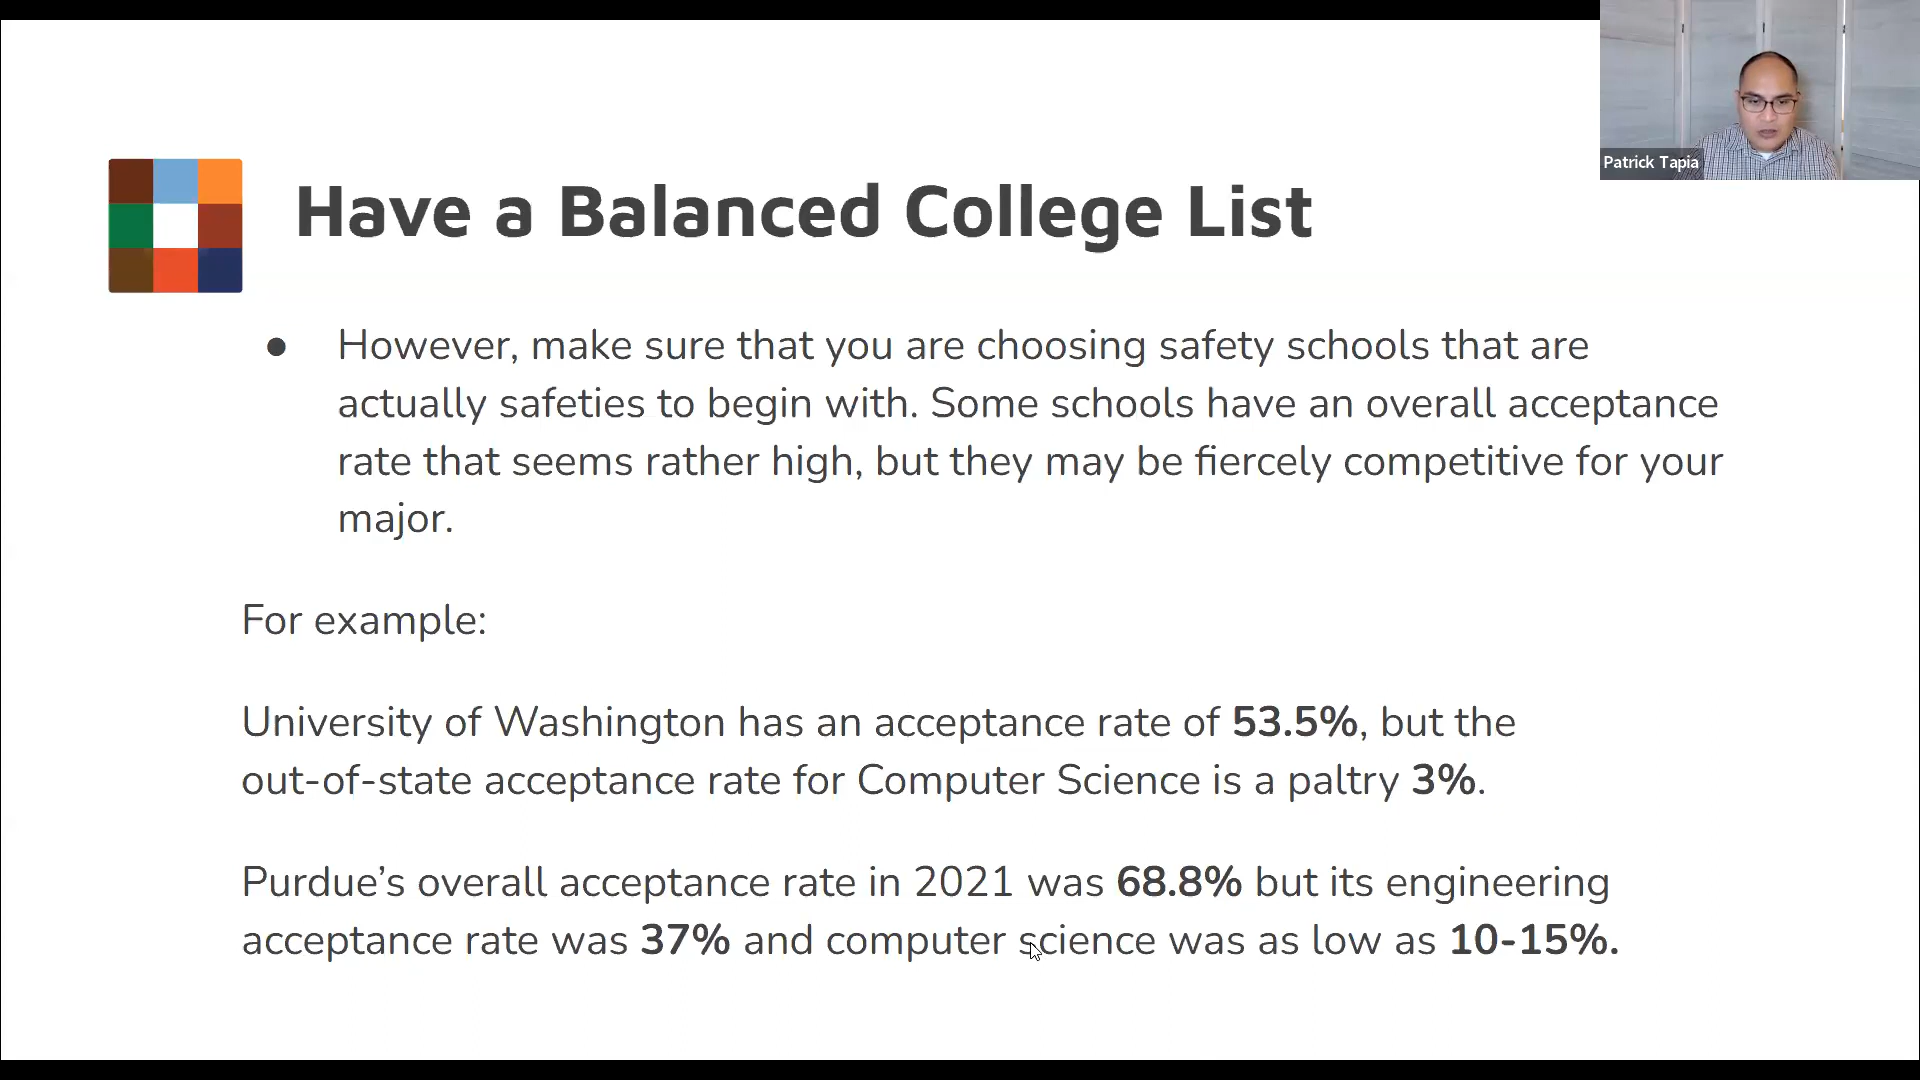 Patrick Tapia
Have a Balanced College List
● However, make sure that you are choosing safety schools that are
actually safeties to begin with. Some schools have an overall acceptance
rate that seems rather high, but they may be fiercely competitive for your
major.
For example:
University of Washington has an acceptance rate of 53.5%, but the
out-of-state acceptance rate for Computer Science is a paltry 3%.
Purdue’s overall acceptance rate in 2021 was 68.8% but its engineering
acceptance rate was 37% and computer science was as low as 10-15%.